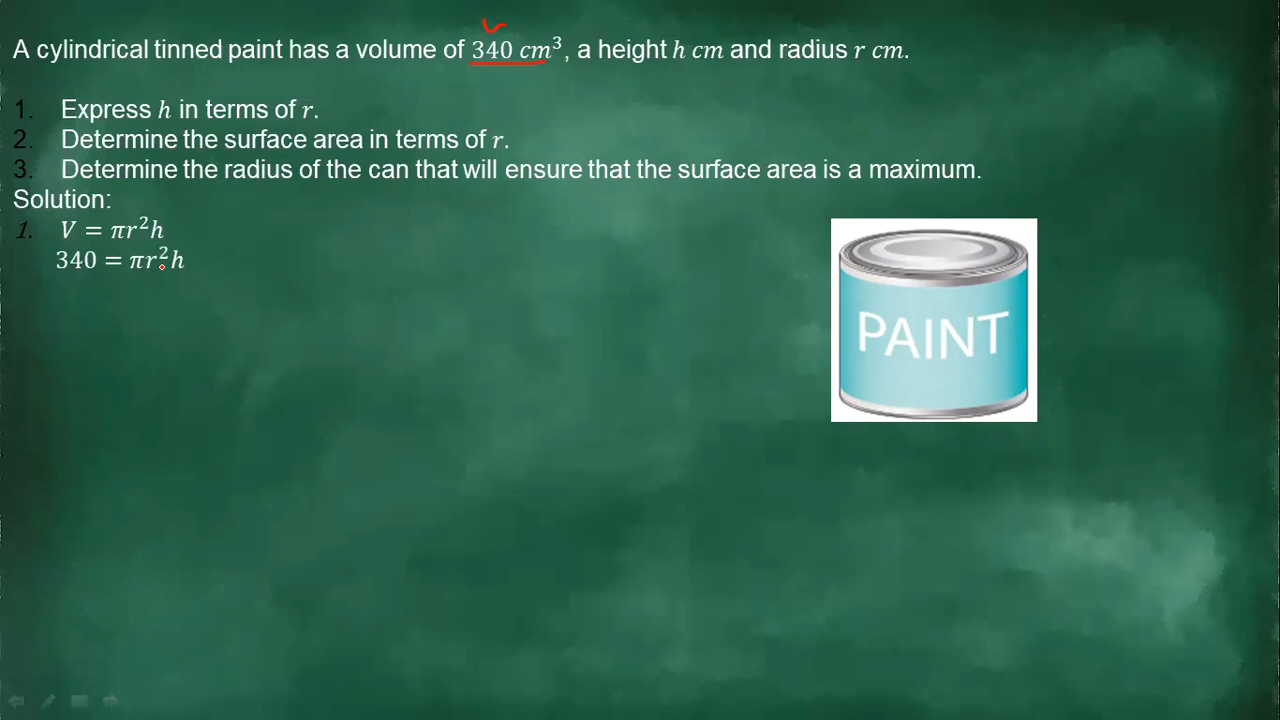 A cylindrical tinned paint has a volume of 340 cm³, a height h cm and radius r cm.
1. Express h in terms of r.
2. Determine the surface area in terms of r.
3. Determine the radius of the can that will ensure that the surface area is a maximum.
Solution:
1. V = πr²h
340 = πr²h
PAINT